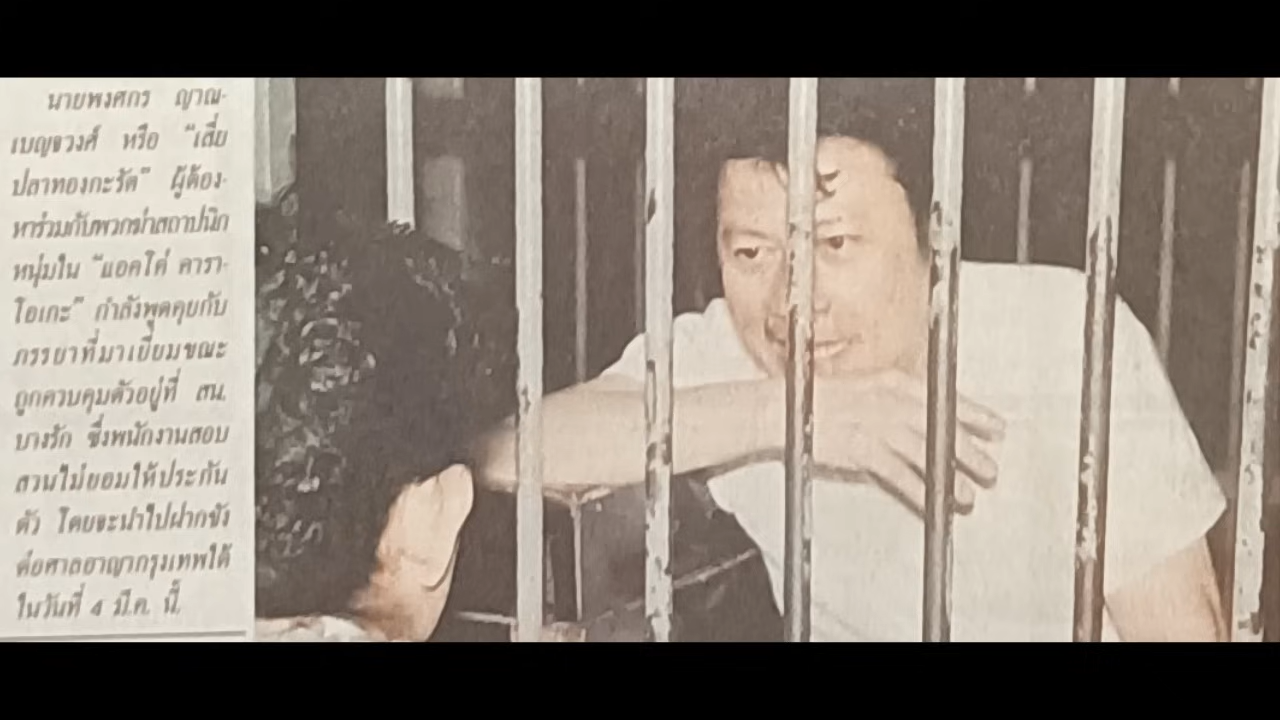 นายพงศกร ญาณ-
เบญจวงศ์ หรือ "เสี่ย
ปลาทองกะรัต" ผู้ต้อง-
หาร่วมกับพวกฆ่าสถาปนิก
หนุ่มใน "แอคโค่ คารา-
โอเกะ" กำลังพูดคุยกับ
ภรรยาที่มาเยี่ยมขณะ
ถูกควบคุมตัวอยู่ที่ สน.
บางรัก ซึ่งพนักงานสอบ
สวนไม่ยอมให้ประกัน
ตัว โดยจะนำไปฝากขัง
ต่อศาลอาญากรุงเทพใต้
ในวันที่ 4 มี.ค. นี้.